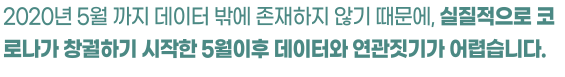 2020년 5월 까지 데이터 밖에 존재하지 않기 때문에, 실질적으로 코
로나가 창궐하기 시작한 5월이후 데이터와 연관짓기가 어렵습니다.